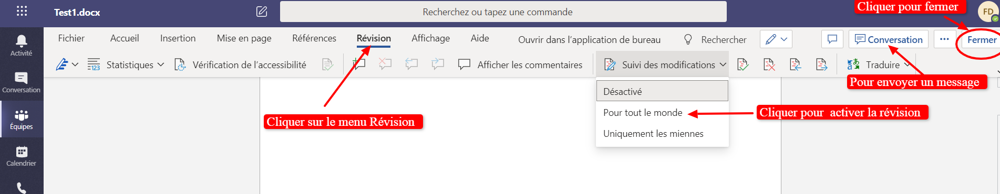 Test1.docx
Recherchez ou tapez une commande
Cliquer pour fermer
FD
Activité
Conversation
Équipes
Calendrier
Fichier Accueil Insertion Mise en page Références Révision Affichage Aide Ouvrir dans l'application de bureau Rechercher Conversation ... Fermer
123 Statistiques Vérification de l'accessibilité Afficher les commentaires Suivi des modifications Traduire
Pour envoyer un message
Désactivé
Pour tout le monde
Uniquement les miennes
Cliquer sur le menu Révision
Cliquer pour activer la révision